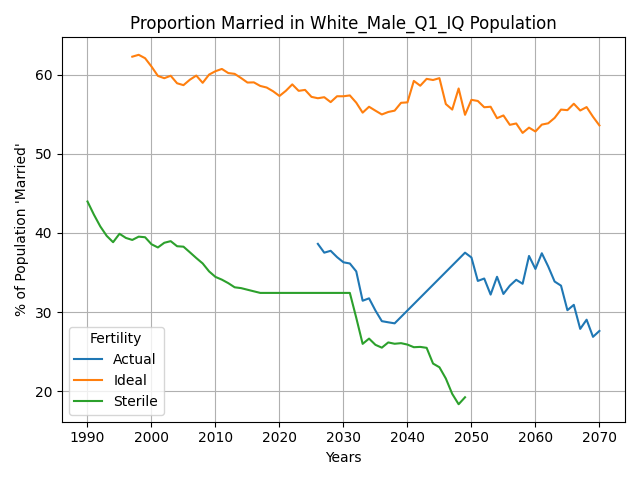 Proportion Married in White_Male_Q1_IQ Population
% of Population 'Married'
60
50
40
30
20
Fertility
Actual
Ideal
Sterile
1990 2000 2010 2020 2030 2040 2050 2060 2070
Years